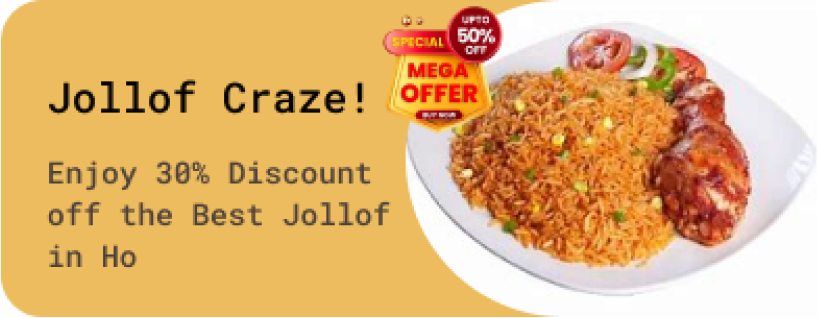 Jollof Craze!
Enjoy 30% Discount
off the Best Jollof
in Ho
UPTO
50%
OFF
SPECIAL
MEGA
OFFER
BUY NOW